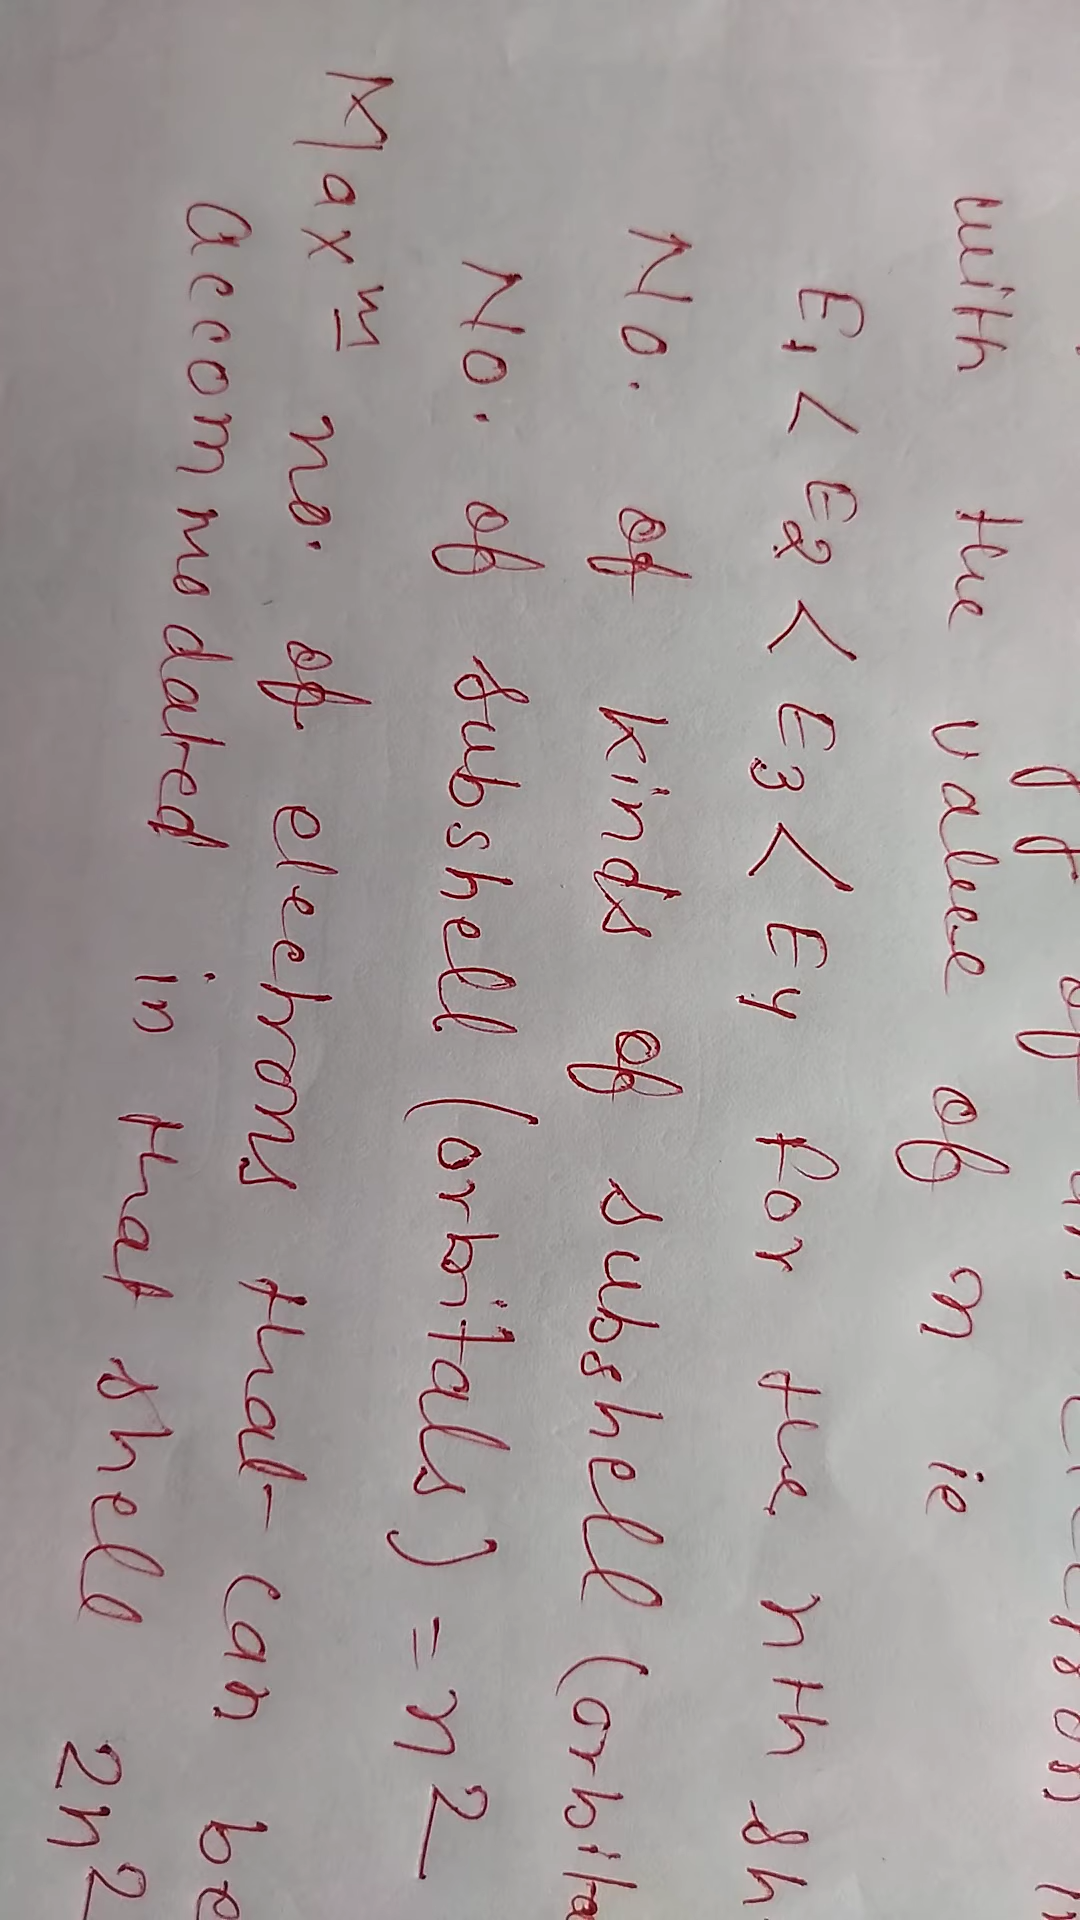 with the value of n ie
E1 < E2 < E3 < E4 for the nth sh
No. of kinds of subshell (orbita
No. of subshell (orbitals) = n2
Maxm no. of electrons that can be
accommodated in that shell 2n2